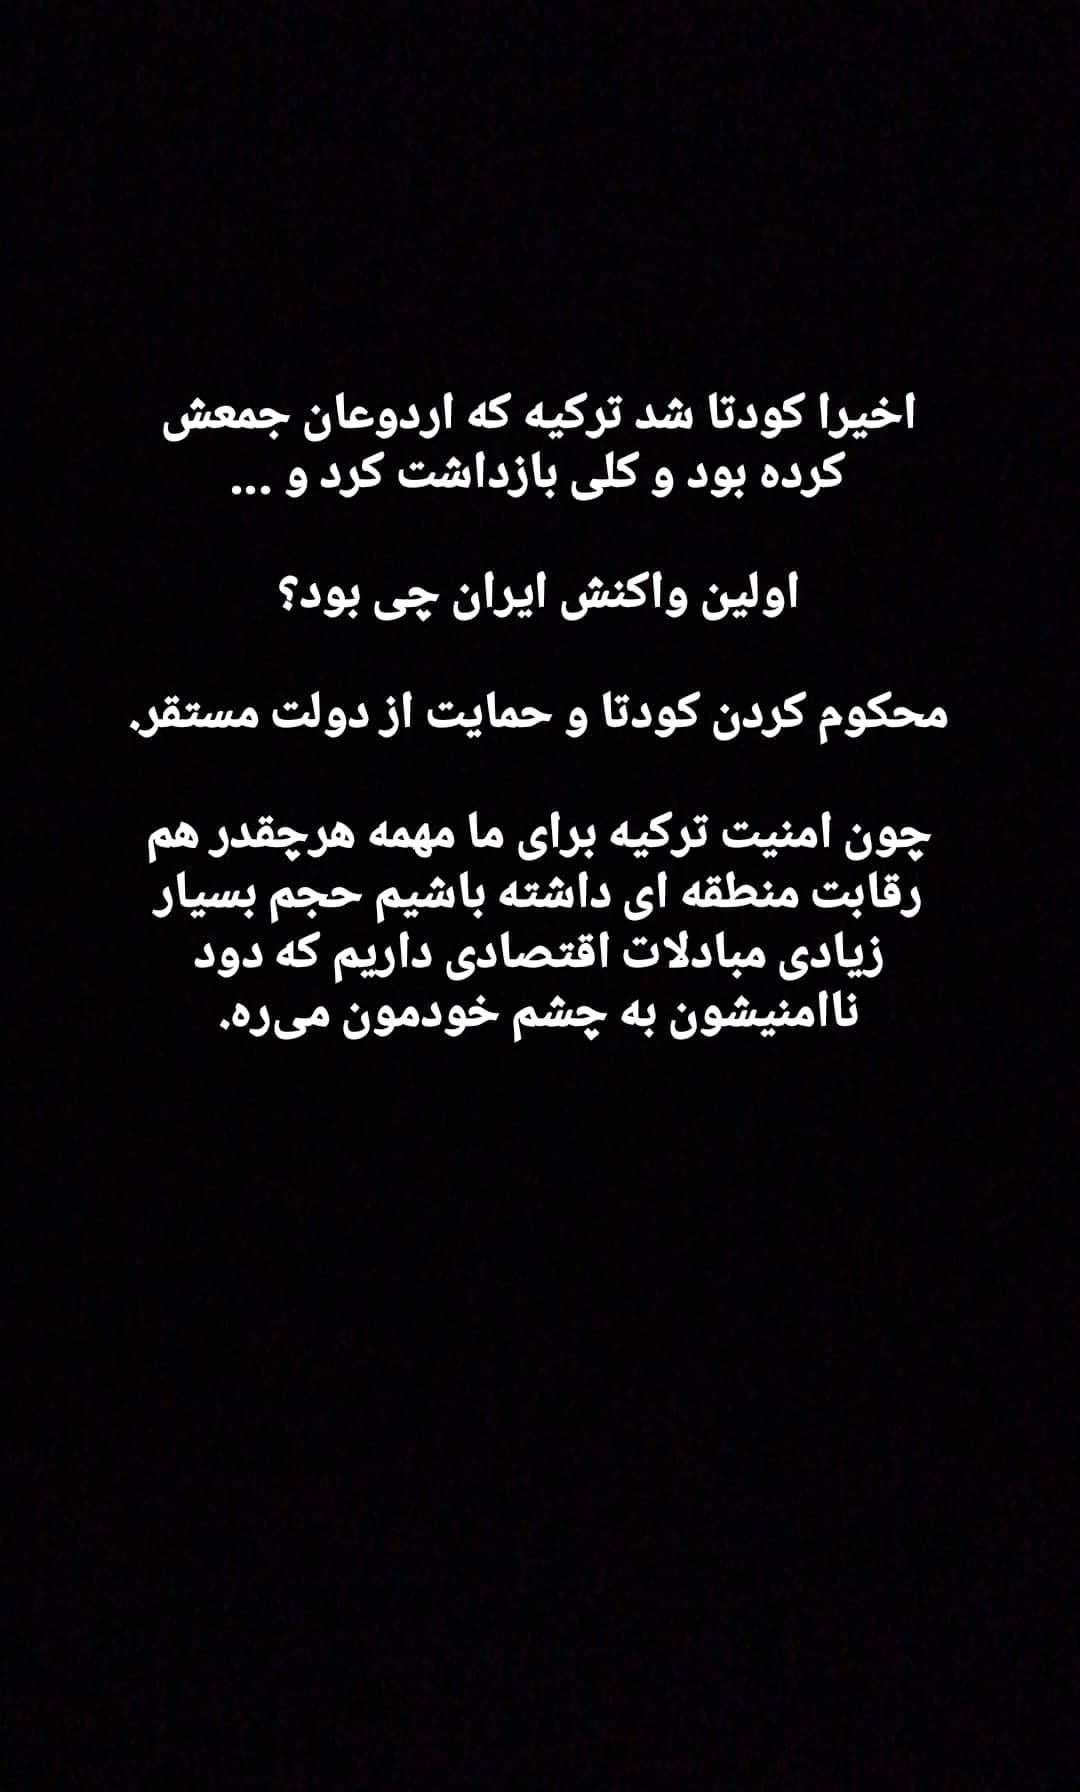 اخیرا کودتا شد ترکیه که اردوعان جمعش
کرده بود و کلی بازداشت کرد و ...
اولین واکنش ایران چی بود؟
محکوم کردن کودتا و حمایت از دولت مستقر.
چون امنیت ترکیه برای ما مهمه هرچقدر هم
رقابت منطقه ای داشته باشیم حجم بسیار
زیادی مبادلات اقتصادی داریم که دود
ناامنیشون به چشم خودمون می‌ره.